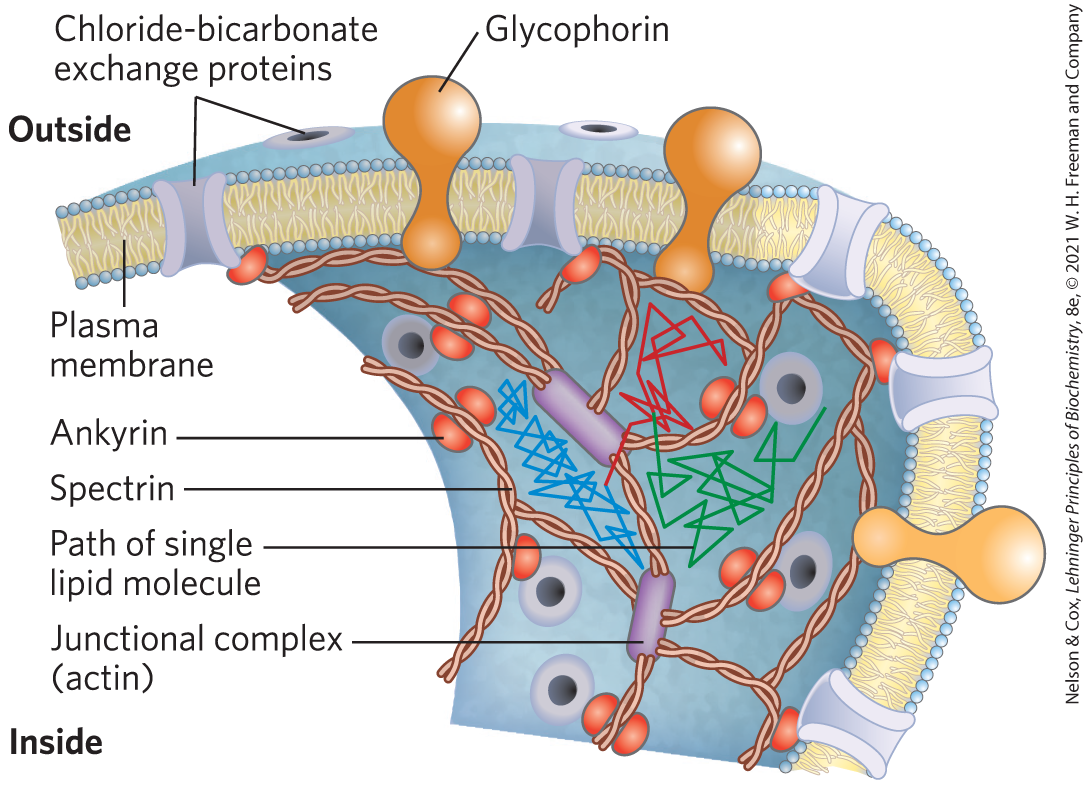 Chloride-bicarbonate
exchange proteins
Glycophorin
Outside
Plasma
membrane
Ankyrin
Spectrin
Path of single
lipid molecule
Junctional complex
(actin)
Inside
Nelson & Cox, Lehninger Principles of Biochemistry, 8e, © 2021 W. H. Freeman and Company